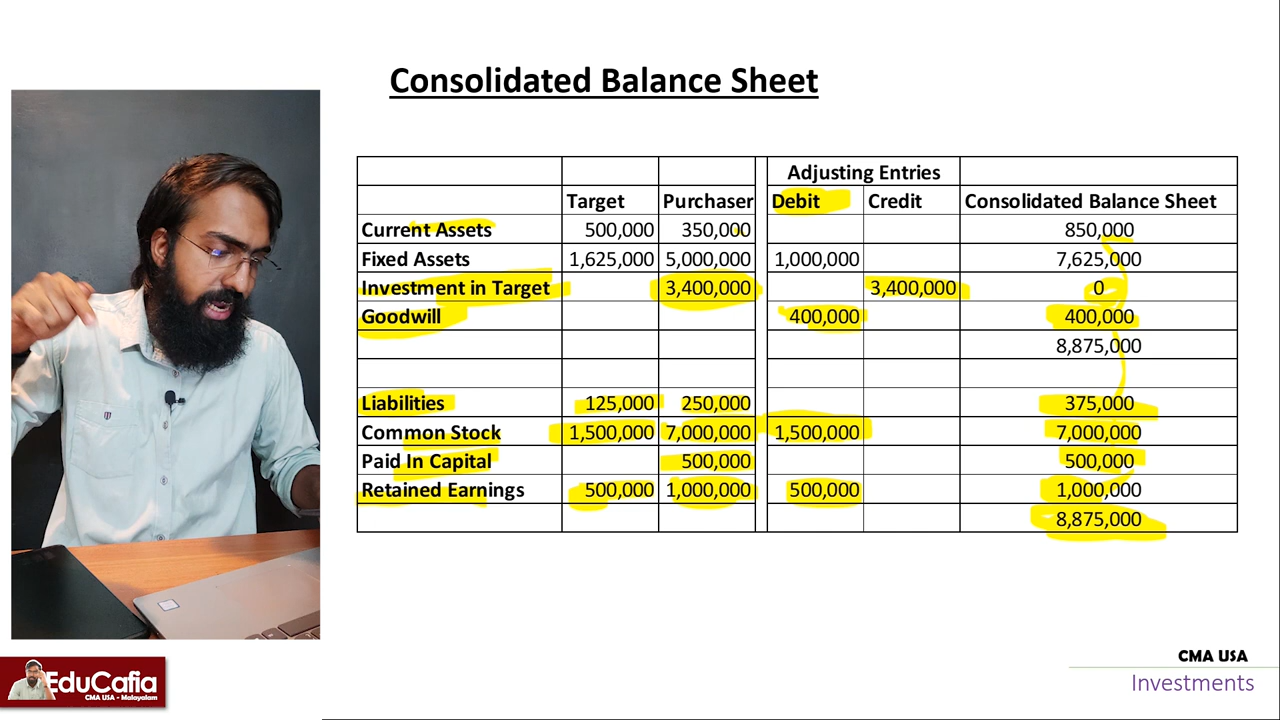 Consolidated Balance Sheet
Adjusting Entries
Target Purchaser Debit Credit Consolidated Balance Sheet
Current Assets 500,000 350,000 850,000
Fixed Assets 1,625,000 5,000,000 1,000,000 7,625,000
Investment in Target 3,400,000 3,400,000 0
Goodwill 400,000 400,000
8,875,000
Liabilities 125,000 250,000 375,000
Common Stock 1,500,000 7,000,000 1,500,000 7,000,000
Paid In Capital 500,000 500,000
Retained Earnings 500,000 1,000,000 500,000 1,000,000
8,875,000
EduCafia
CMA USA - Malayalam
CMA USA
Investments